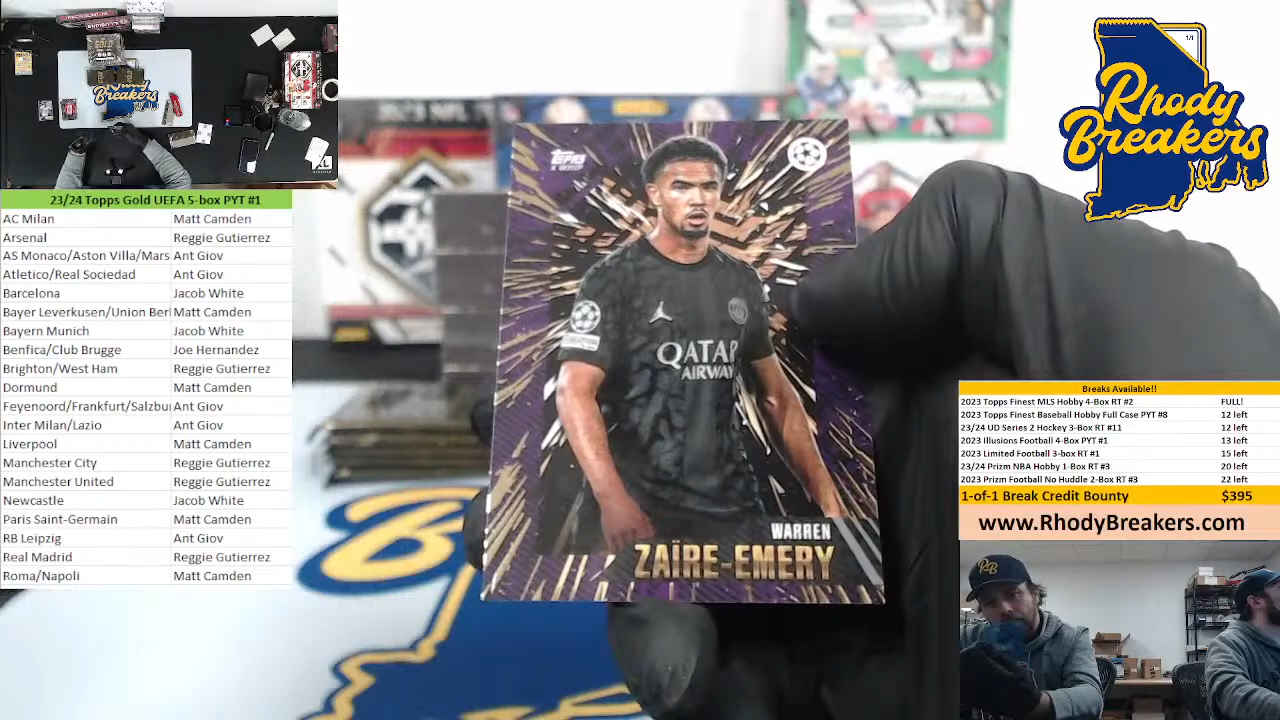 23/24 Topps Gold UEFA 5-box PYT #1
AC Milan Matt Camden
Arsenal Reggie Gutierrez
AS Monaco/Aston Villa/Mars Ant Giov
Atletico/Real Sociedad Ant Giov
Barcelona Jacob White
Bayer Leverkusen/Union Berl Matt Camden
Bayern Munich Jacob White
Benfica/Club Brugge Joe Hernandez
Brighton/West Ham Reggie Gutierrez
Dormund Matt Camden
Feyenoord/Frankfurt/Salzbu Ant Giov
Inter Milan/Lazio Ant Giov
Liverpool Matt Camden
Manchester City Reggie Gutierrez
Manchester United Reggie Gutierrez
Newcastle Jacob White
Paris Saint-Germain Matt Camden
RB Leipzig Ant Giov
Real Madrid Reggie Gutierrez
Roma/Napoli Matt Camden
Rhody
Breakers
TOPPS
QATAR
AIRWAY
WARREN
ZAÏRE-EMERY
B
1/1
Rhody
Breakers
Breaks Available!!
2023 Topps Finest MLS Hobby 4-Box RT #2 FULL!
2023 Topps Finest Baseball Hobby Full Case PYT #8 12 left
23/24 UD Series 2 Hockey 3-Box RT #11 12 left
2023 Illusions Football 4-Box PYT #1 13 left
2023 Limited Football 3-box RT #1 15 left
23/24 Prizm NBA Hobby 1-Box RT #3 20 left
2023 Prizm Football No Huddle 2-Box RT #3 22 left
1-of-1 Break Credit Bounty $395
www.RhodyBreakers.com
RB